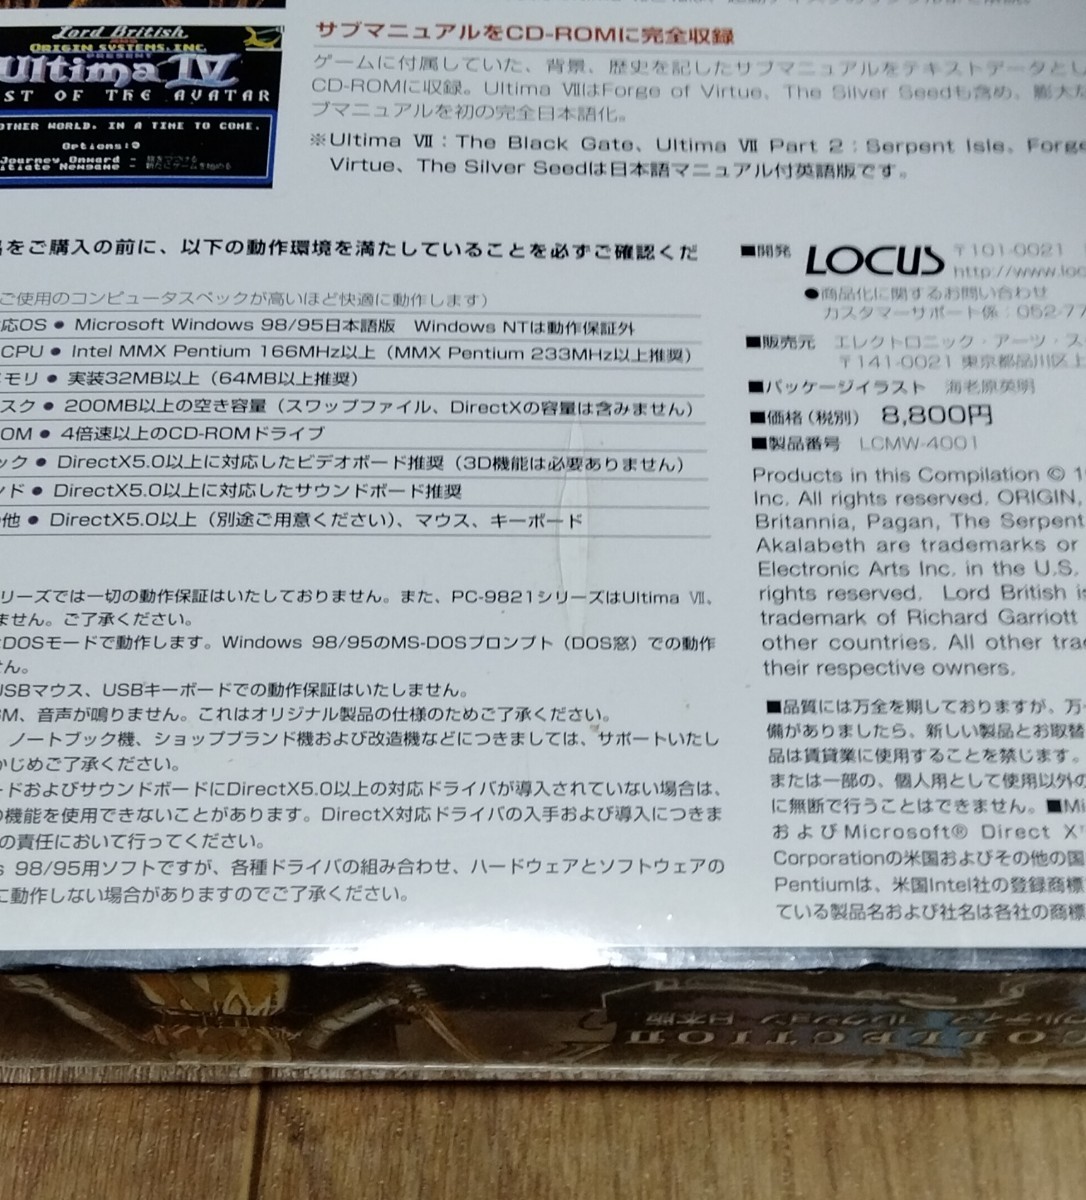 Lord British
AND
ORIGIN SYSTEMS, INC.
PRESENT
Ultima IV
ST OF THE AVATAR
OTHER WORLD, IN A TIME TO COME.
Options:
Journey Onward -
itiate Newgame -
サブマニュアルをCD-ROMに完全収録
ゲームに付属していた、背景、歴史を記したサブマニュアルをテキストデータとし
CD-ROMに収録。Ultima ⅦはForge of Virtue、The Silver Seedも含め、膨大な
ブマニュアルを初の完全日本語化。
※Ultima Ⅶ:The Black Gate、Ultima Ⅶ Part 2:Serpent Isle、Forge
Virtue、The Silver Seedは日本語マニュアル付英語版です。
をご購入の前に、以下の動作環境を満たしていることを必ずご確認くだ
ご使用のコンピュータスペックが高いほど快適に動作します）
応OS ● Microsoft Windows 98/95日本語版 Windows NTは動作保証外
CPU ● Intel MMX Pentium 166MHz以上（MMX Pentium 233MHz以上推奨）
モリ ● 実装32MB以上（64MB以上推奨）
スク ● 200MB以上の空き容量（スワップファイル、DirectXの容量は含みません）
OM ● 4倍速以上のCD-ROMドライブ
ック ● DirectX5.0以上に対応したビデオボード推奨（3D機能は必要ありません）
ンド ● DirectX5.0以上に対応したサウンドボード推奨
他 ● DirectX5.0以上（別途ご用意ください）、マウス、キーボード
リーズでは一切の動作保証はいたしておりません。また、PC-9821シリーズはUltima Ⅶ、
ません。ご了承ください。
DOSモードで動作します。Windows 98/95のMS-DOSプロンプト（DOS窓）での動作
せん。
USBマウス、USBキーボードでの動作保証はいたしません。
GM、音声が鳴りません。これはオリジナル製品の仕様のためご了承ください。
、ノートブック機、ショップブランド機および改造機などにつきましては、サポートいたし
かじめご了承ください。
ードおよびサウンドボードにDirectX5.0以上の対応ドライバが導入されていない場合は、
の機能を使用できないことがあります。DirectX対応ドライバの入手および導入につきま
の責任において行ってください。
s 98/95用ソフトですが、各種ドライバの組み合わせ、ハードウェアとソフトウェアの
に動作しない場合がありますのでご了承ください。
■開発 LOCUS 〒101-0021
http://www.loc
●商品化に関するお問い合わせ
カスタマーサポート係:052-77
■販売元 エレクトロニック・アーツ・ス
〒141-0021 東京都品川区上
■パッケージイラスト 海老原英明
■価格（税別） 8,800円
■製品番号 LCMW-4001
Products in this Compilation © 1
Inc. All rights reserved. ORIGIN,
Britannia, Pagan, The Serpent
Akalabeth are trademarks or
Electronic Arts Inc. in the U.S.
rights reserved. Lord British is
trademark of Richard Garriott
other countries. All other trad
their respective owners.
■品質には万全を期しておりますが、万一
備がありましたら、新しい製品とお取替
品は賃貸業に使用することを禁じます。
または一部の、個人用として使用以外の
に無断で行うことはできません。■Mi
およびMicrosoft® Direct X™
Corporationの米国およびその他の国
Pentiumは、米国Intel社の登録商標
ている製品名および社名は各社の商標
コレクション 日本版
COLLECTION II